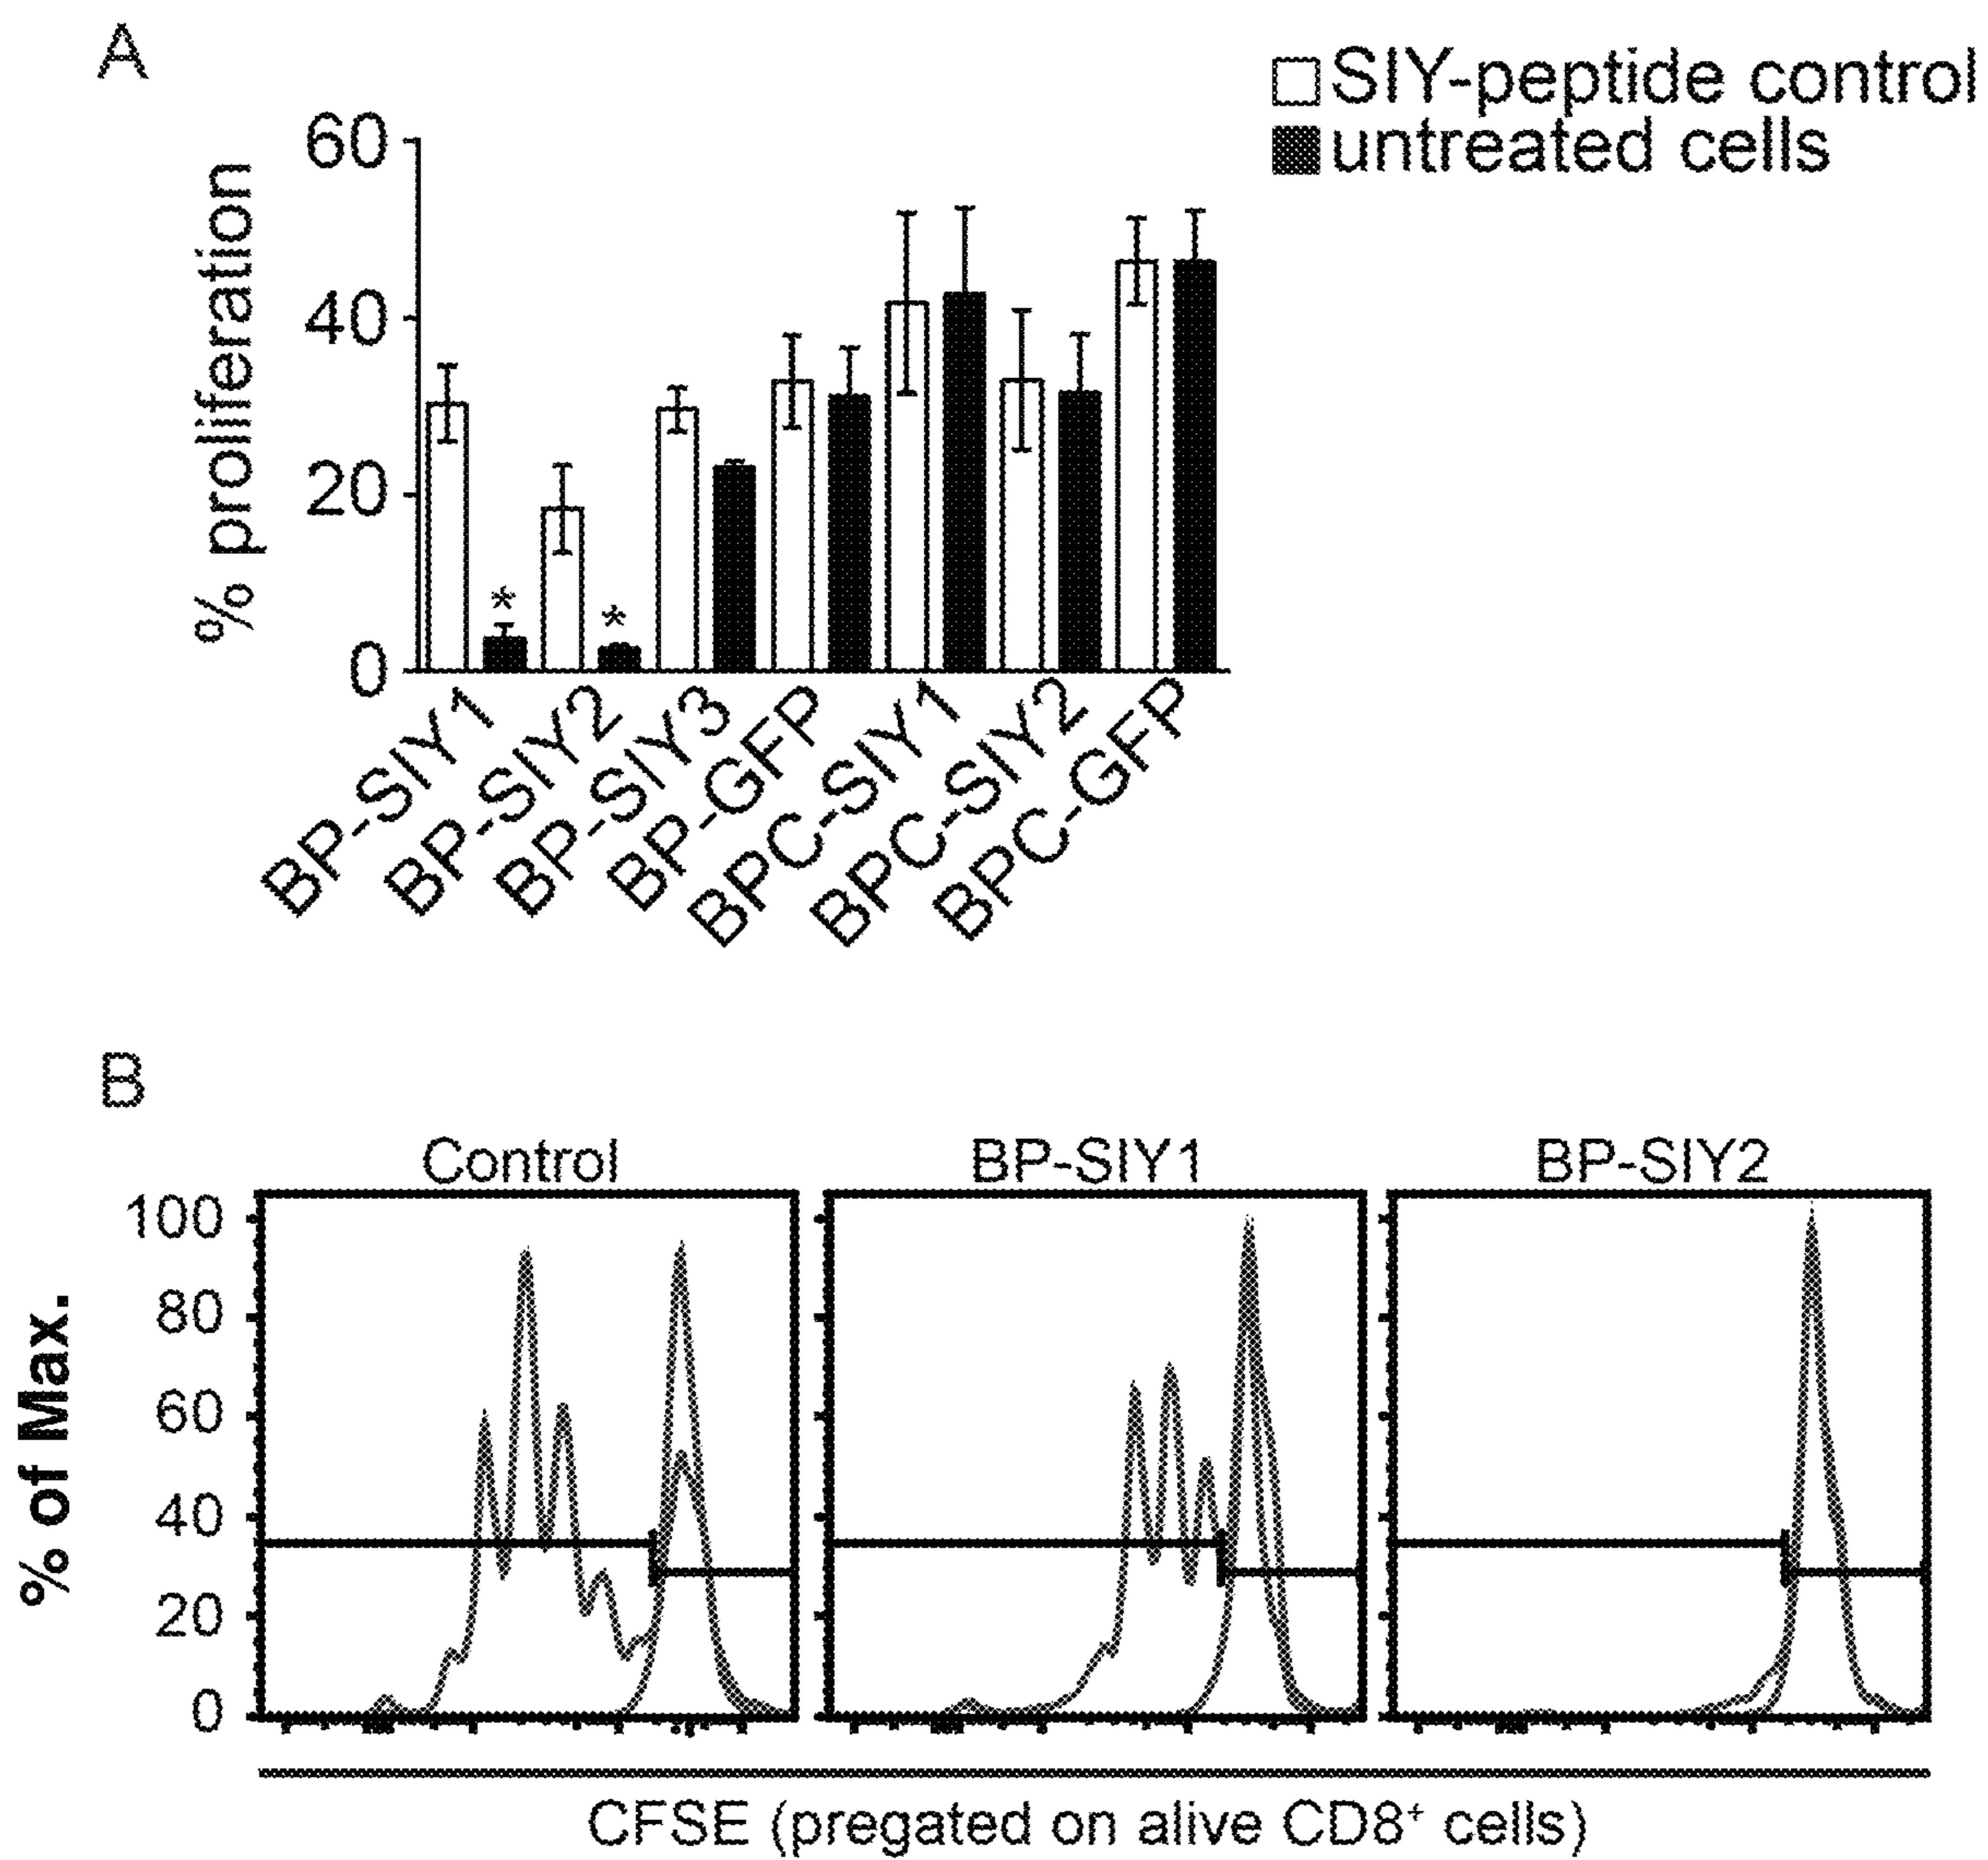 A
SIY-peptide control
untreated cells
% proliferation
60
40
20
0
*
*
BP-SIY1
BP-SIY2
BP-SIY3
BP-GFP
BPC-SIY1
BPC-SIY2
BPC-GFP
B
Control
BP-SIY1
BP-SIY2
% of Max.
100
80
60
40
20
0
CFSE (pregated on alive CD8⁺ cells)